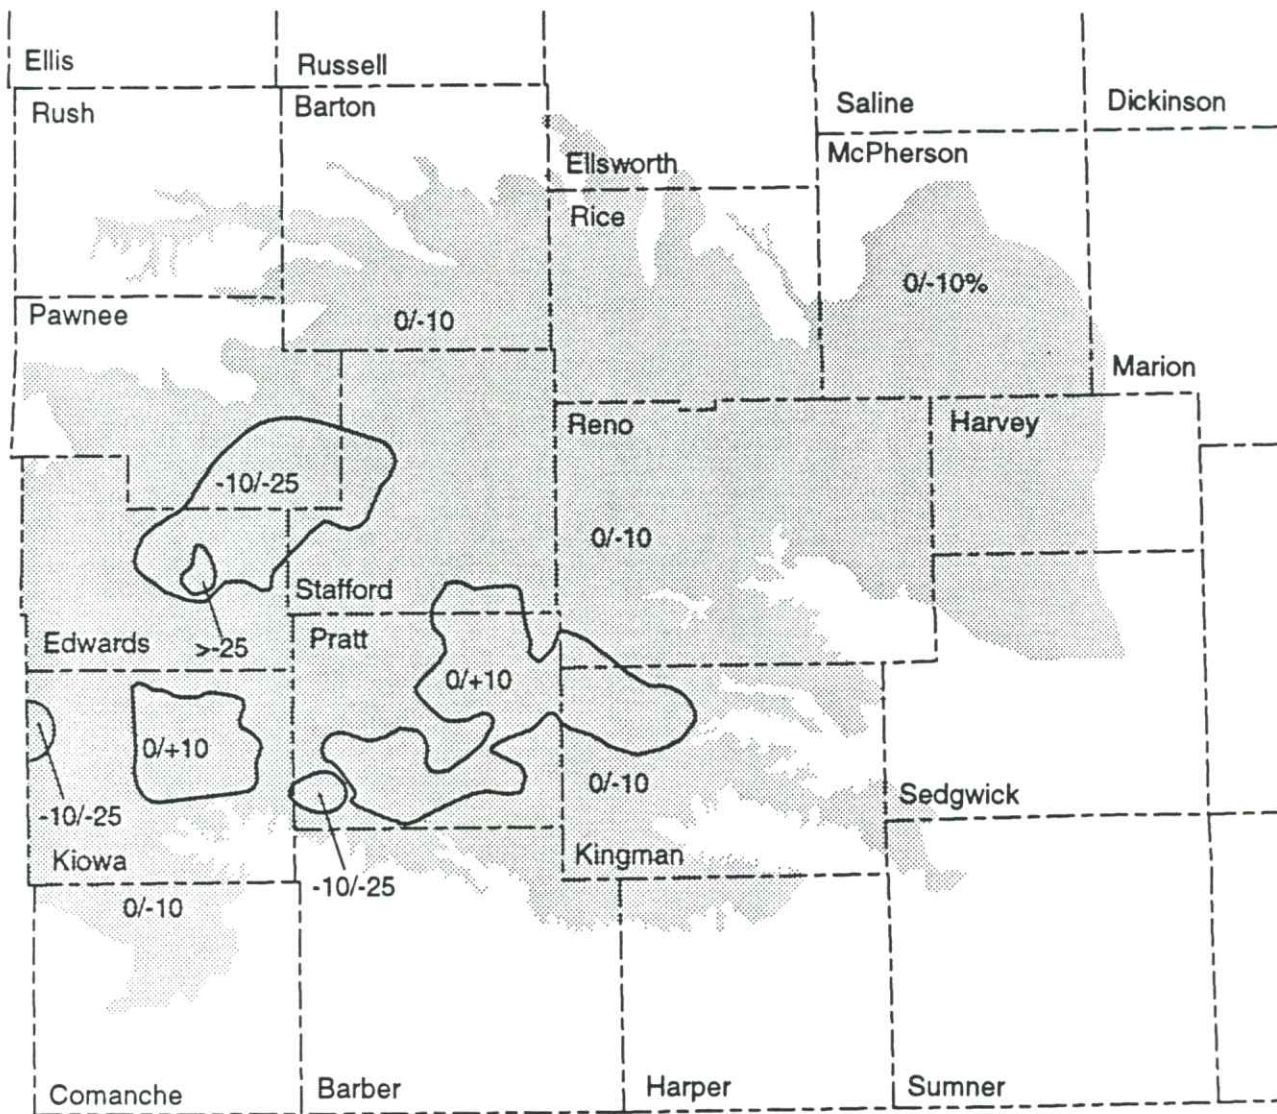 Ellis
Russell
Saline
Dickinson
Rush
Barton
Ellsworth
McPherson
Rice
0/-10%
Pawnee
0/-10
Marion
Reno
Harvey
-10/-25
0/-10
Stafford
Edwards
>-25
Pratt
0/+10
0/+10
-10/-25
0/-10
Sedgwick
Kiowa
Kingman
-10/-25
0/-10
Comanche
Barber
Harper
Sumner